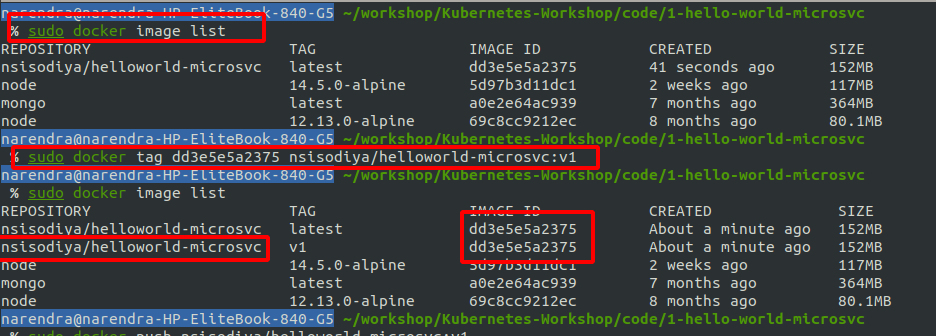 narendra@narendra-HP-EliteBook-840-G5 ~/workshop/Kubernetes-Workshop/code/1-hello-world-microsvc
% sudo docker image list
REPOSITORY TAG IMAGE ID CREATED SIZE
nsisodiya/helloworld-microsvc latest dd3e5e5a2375 41 seconds ago 152MB
node 14.5.0-alpine 5d97b3d11dc1 2 weeks ago 117MB
mongo latest a0e2e64ac939 7 months ago 364MB
node 12.13.0-alpine 69c8cc9212ec 8 months ago 80.1MB
narendra@narendra-HP-EliteBook-840-G5 ~/workshop/Kubernetes-Workshop/code/1-hello-world-microsvc
% sudo docker tag dd3e5e5a2375 nsisodiya/helloworld-microsvc:v1
narendra@narendra-HP-EliteBook-840-G5 ~/workshop/Kubernetes-Workshop/code/1-hello-world-microsvc
% sudo docker image list
REPOSITORY TAG IMAGE ID CREATED SIZE
nsisodiya/helloworld-microsvc latest dd3e5e5a2375 About a minute ago 152MB
nsisodiya/helloworld-microsvc v1 dd3e5e5a2375 About a minute ago 152MB
node 14.5.0-alpine 5d97b3d11dc1 2 weeks ago 117MB
mongo latest a0e2e64ac939 7 months ago 364MB
node 12.13.0-alpine 69c8cc9212ec 8 months ago 80.1MB
narendra@narendra-HP-EliteBook-840-G5 ~/workshop/Kubernetes-Workshop/code/1-hello-world-microsvc
% sudo docker push nsisodiya/helloworld-microsvc:v1